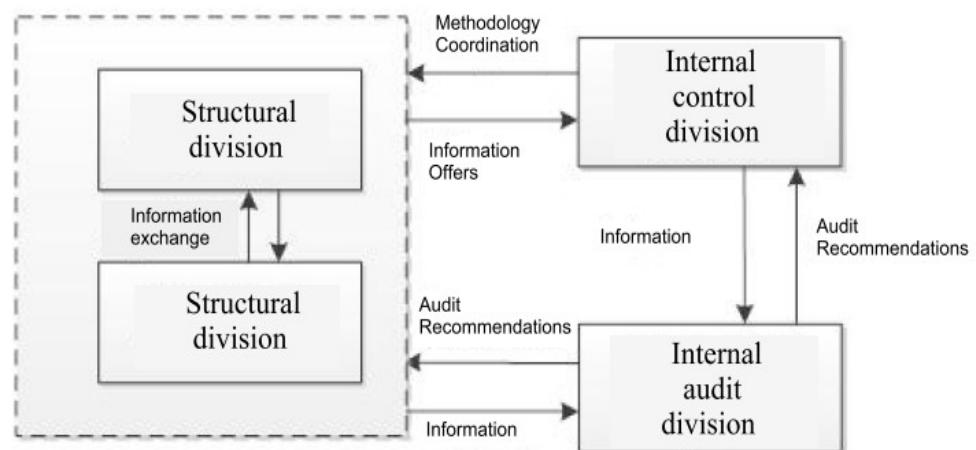 Methodology
Coordination
Structural
division
Internal
control
division
Information
Offers
Information
exchange
Information
Audit
Recommendations
Structural
division
Audit
Recommendations
Internal
audit
division
Information